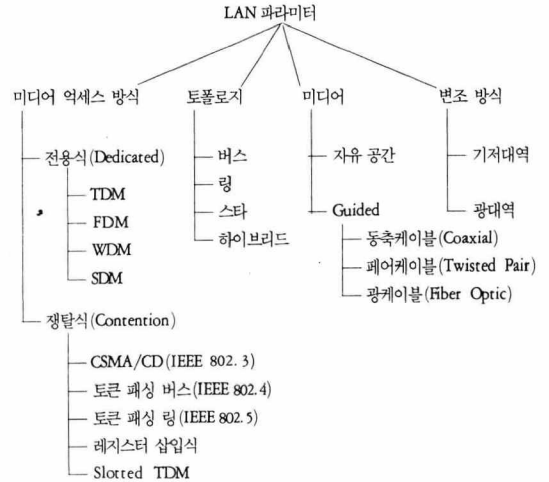 LAN 파라미터
미디어 억세스 방식
전용식(Dedicated)
TDM
FDM
WDM
SDM
쟁탈식(Contention)
CSMA/CD(IEEE 802.3)
토큰 패싱 버스(IEEE 802.4)
토큰 패싱 링(IEEE 802.5)
레지스터 삽입식
Slotted TDM
토폴로지
버스
링
스타
하이브리드
미디어
자유 공간
Guided
동축케이블(Coaxial)
페어케이블(Twisted Pair)
광케이블(Fiber Optic)
변조 방식
기저대역
광대역